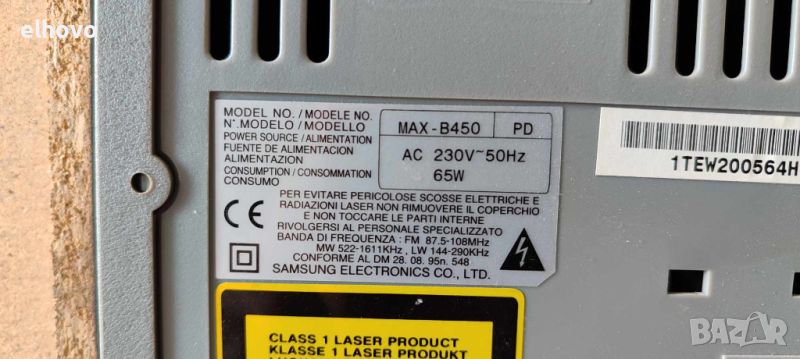 elhovo
MODEL NO. / MODELE NO.
N°. MODELO / MODELLO
POWER SOURCE / ALIMENTATION
FUENTE DE ALIMENTACION
ALIMENTAZION
CONSUMPTION / CONSOMMATION
CONSUMO
MAX-B450 PD
AC 230V~50Hz
65W
PER EVITARE PERICOLOSE SCOSSE ELETTRICHE E
RADIAZIONI LASER NON RIMUOVERE IL COPERCHIO
E NON TOCCARE LE PARTI INTERNE
RIVOLGERSI AL PERSONALE SPECIALIZZATO
BANDA DI FREQUENZA : FM 87.5-108MHz
MW 522-1611KHz , LW 144-290KHz
CONFORME AL DM 28. 08. 95n. 548
SAMSUNG ELECTRONICS CO., LTD.
CE
1TEW200564H
CLASS 1 LASER PRODUCT
KLASSE 1 LASER PRODUKT
BAZAR